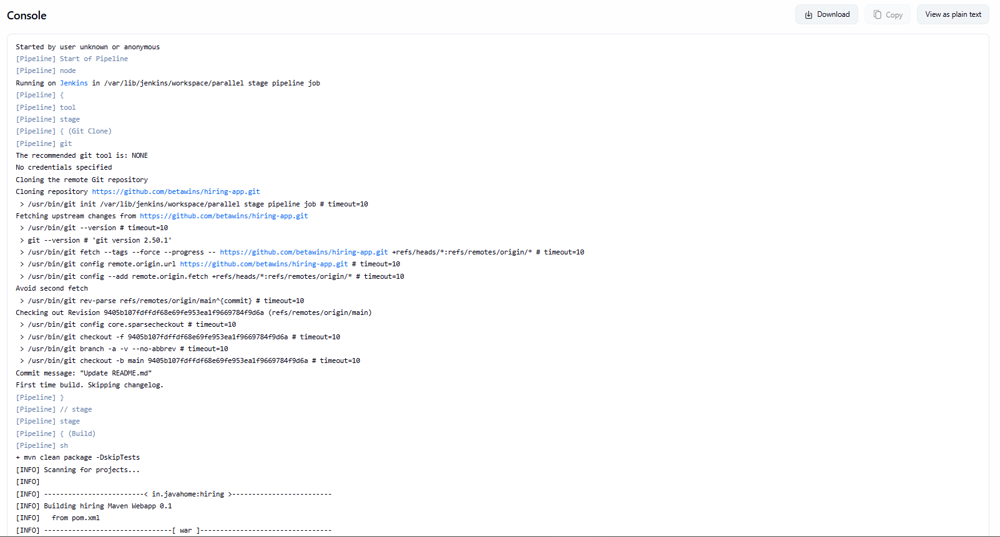 Console
Download
Copy
View as plain text
Started by user unknown or anonymous
[Pipeline] Start of Pipeline
[Pipeline] node
Running on Jenkins in /var/lib/jenkins/workspace/parallel stage pipeline job
[Pipeline] {
[Pipeline] tool
[Pipeline] stage
[Pipeline] { (Git Clone)
[Pipeline] git
The recommended git tool is: NONE
No credentials specified
Cloning the remote Git repository
Cloning repository https://github.com/betawins/hiring-app.git
 > /usr/bin/git init /var/lib/jenkins/workspace/parallel stage pipeline job # timeout=10
Fetching upstream changes from https://github.com/betawins/hiring-app.git
 > /usr/bin/git --version # timeout=10
 > git --version # 'git version 2.50.1'
 > /usr/bin/git fetch --tags --force --progress -- https://github.com/betawins/hiring-app.git +refs/heads/*:refs/remotes/origin/* # timeout=10
 > /usr/bin/git config remote.origin.url https://github.com/betawins/hiring-app.git # timeout=10
 > /usr/bin/git config --add remote.origin.fetch +refs/heads/*:refs/remotes/origin/* # timeout=10
Avoid second fetch
 > /usr/bin/git rev-parse refs/remotes/origin/main^{commit} # timeout=10
Checking out Revision 9405b107fdffdf68e69fe953ea1f9669784f9d6a (refs/remotes/origin/main)
 > /usr/bin/git config core.sparsecheckout # timeout=10
 > /usr/bin/git checkout -f 9405b107fdffdf68e69fe953ea1f9669784f9d6a # timeout=10
 > /usr/bin/git branch -a -v --no-abbrev # timeout=10
 > /usr/bin/git checkout -b main 9405b107fdffdf68e69fe953ea1f9669784f9d6a # timeout=10
Commit message: "Update README.md"
First time build. Skipping changelog.
[Pipeline] }
[Pipeline] // stage
[Pipeline] stage
[Pipeline] { (Build)
[Pipeline] sh
+ mvn clean package -DskipTests
[INFO] Scanning for projects...
[INFO]
[INFO] -------------------------< in.javahome:hiring >-------------------------
[INFO] Building hiring Maven Webapp 0.1
[INFO]   from pom.xml
[INFO] --------------------------------[ war ]---------------------------------